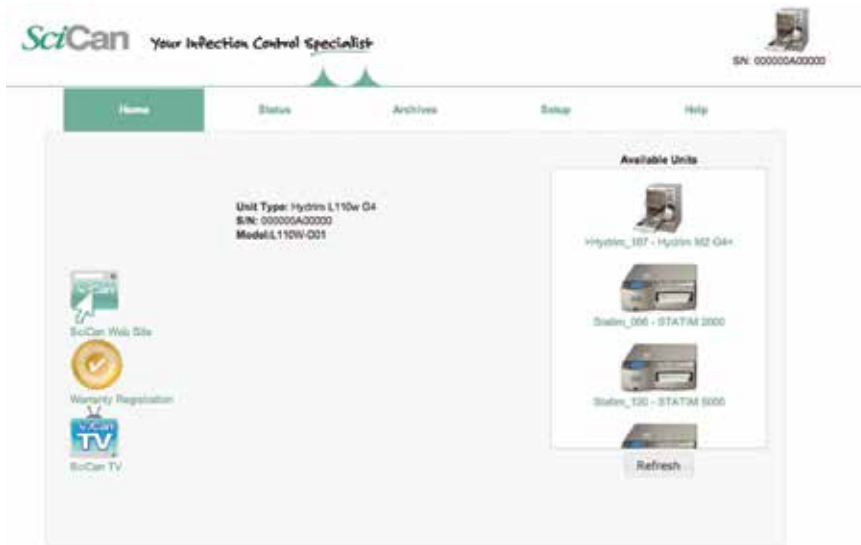 SciCan Your Infection Control Specialist
SN: 000000A00000
Home Status Archives Setup Help
Available Units
Unit Type: Hydrim L110w G4
S/N: 000000A00000
Model:L110W-D01
>Hydrim_107 - Hydrim M2 G4<
SciCan Web Site
Statim_006 - STATIM 2000
Warranty Registration
Statim_120 - STATIM 5000
SciCan
TV
SciCan TV
Refresh